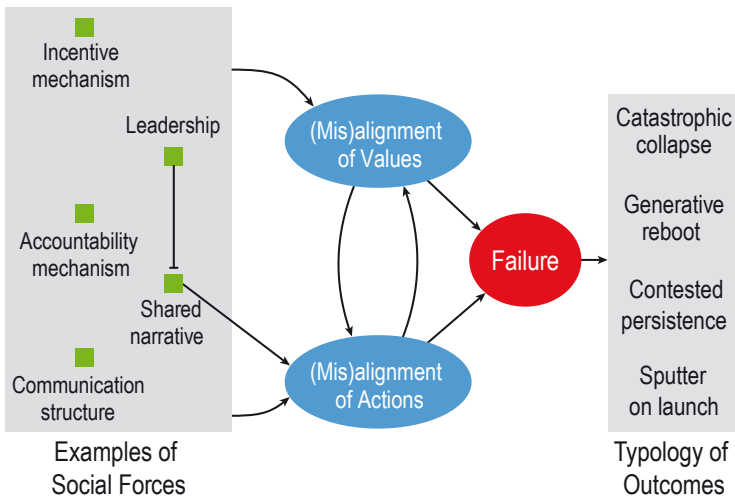 Incentive
mechanism
Leadership
Accountability
mechanism
Shared
narrative
Communication
structure
Examples of
Social Forces
(Mis)alignment
of Values
(Mis)alignment
of Actions
Failure
Catastrophic
collapse
Generative
reboot
Contested
persistence
Sputter
on launch
Typology of
Outcomes